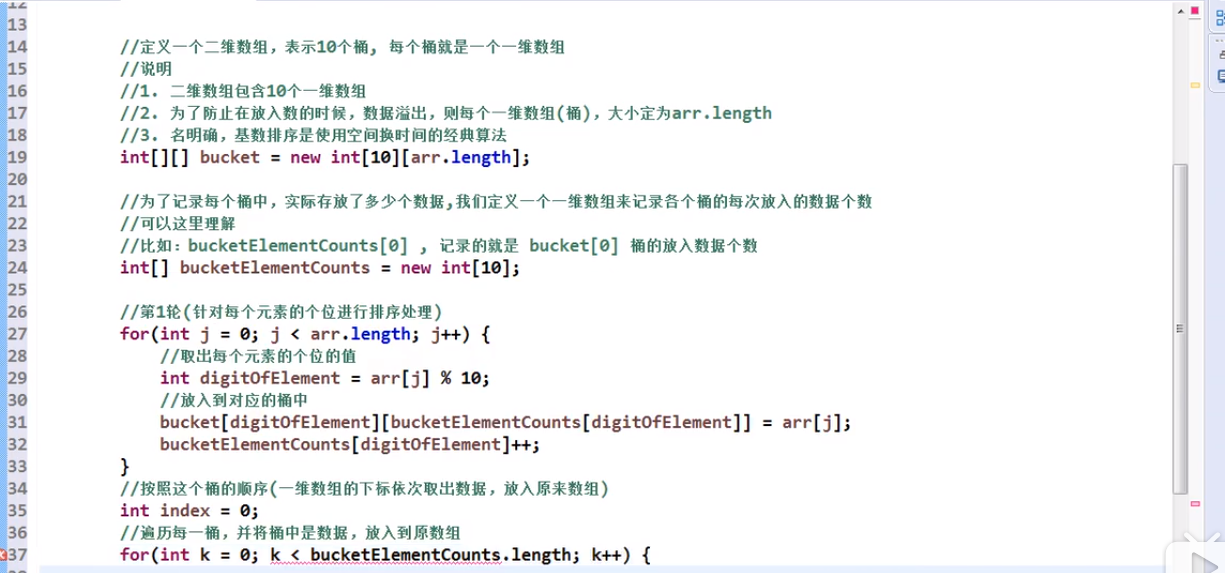 12
13
14 //定义一个二维数组，表示10个桶, 每个桶就是一个一维数组
15 //说明
16 //1. 二维数组包含10个一维数组
17 //2. 为了防止在放入数的时候，数据溢出，则每个一维数组(桶)，大小定为arr.length
18 //3. 名明确，基数排序是使用空间换时间的经典算法
19 int[][] bucket = new int[10][arr.length];
20
21 //为了记录每个桶中，实际存放了多少个数据,我们定义一个一维数组来记录各个桶的每次放入的数据个数
22 //可以这里理解
23 //比如：bucketElementCounts[0] , 记录的就是 bucket[0] 桶的放入数据个数
24 int[] bucketElementCounts = new int[10];
25
26 //第1轮(针对每个元素的个位进行排序处理)
27 for(int j = 0; j < arr.length; j++) {
28 //取出每个元素的个位的值
29 int digitOfElement = arr[j] % 10;
30 //放入到对应的桶中
31 bucket[digitOfElement][bucketElementCounts[digitOfElement]] = arr[j];
32 bucketElementCounts[digitOfElement]++;
33 }
34 //按照这个桶的顺序(一维数组的下标依次取出数据，放入原来数组)
35 int index = 0;
36 //遍历每一桶，并将桶中是数据，放入到原数组
37 for(int k = 0; k < bucketElementCounts.length; k++) {